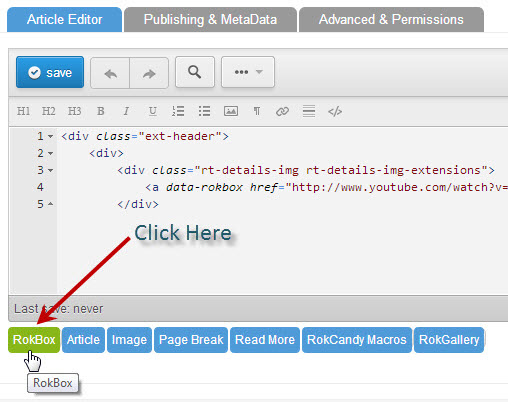 Article Editor Publishing & MetaData Advanced & Permissions
save
H1 H2 H3 B I U ¶ </>
1 <div class="ext-header">
2 <div>
3 <div class="rt-details-img rt-details-img-extensions">
4 <a data-rokbox href="http://www.youtube.com/watch?v=
5 </div>
Click Here
Last save: never
RokBox Article Image Page Break Read More RokCandy Macros RokGallery
RokBox